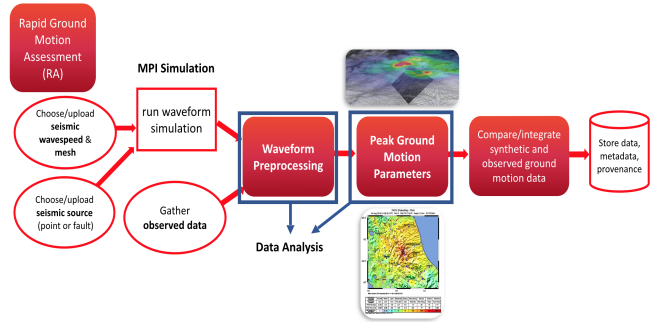 Rapid Ground
Motion
Assessment
(RA)
MPI Simulation
Choose/upload
seismic
wavespeed &
mesh
run waveform
simulation
Choose/upload
seismic source
(point or fault)
Gather
observed data
Waveform
Preprocessing
Peak Ground
Motion
Parameters
Data Analysis
Compare/integrate
synthetic and
observed ground
motion data
Store data,
metadata,
provenance